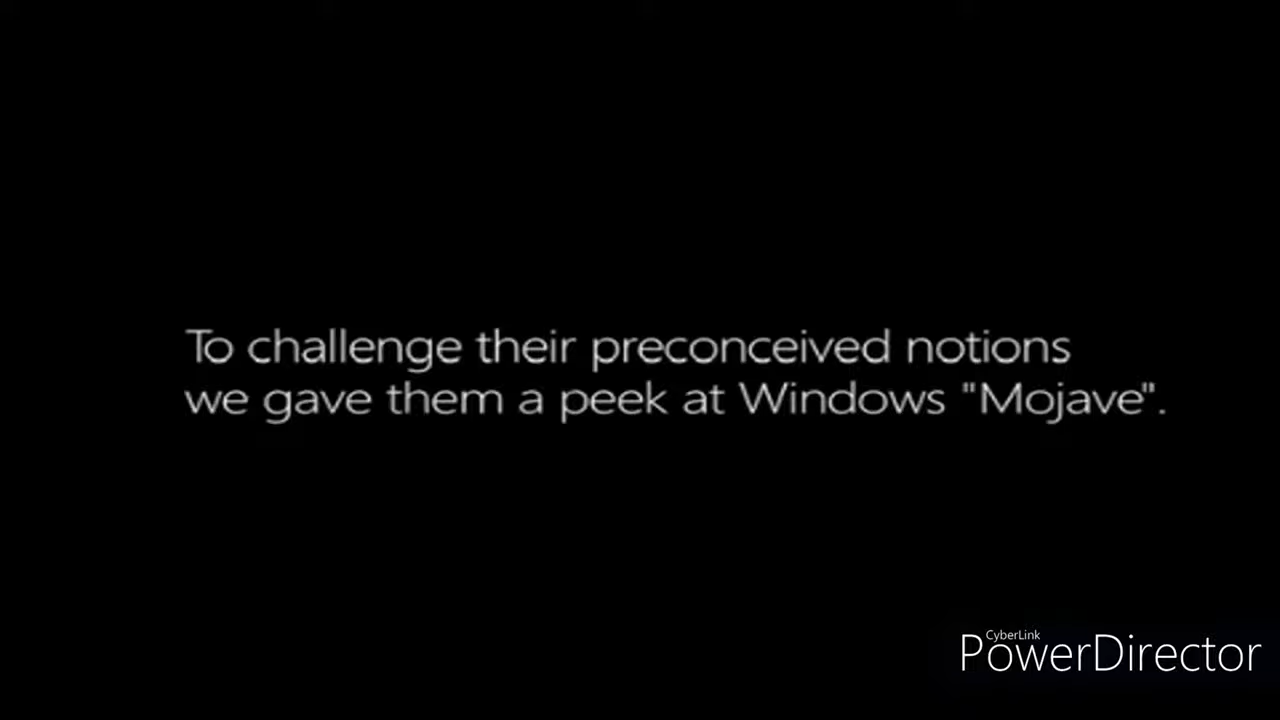 To challenge their preconceived notions
we gave them a peek at Windows "Mojave".
CyberLink
PowerDirector